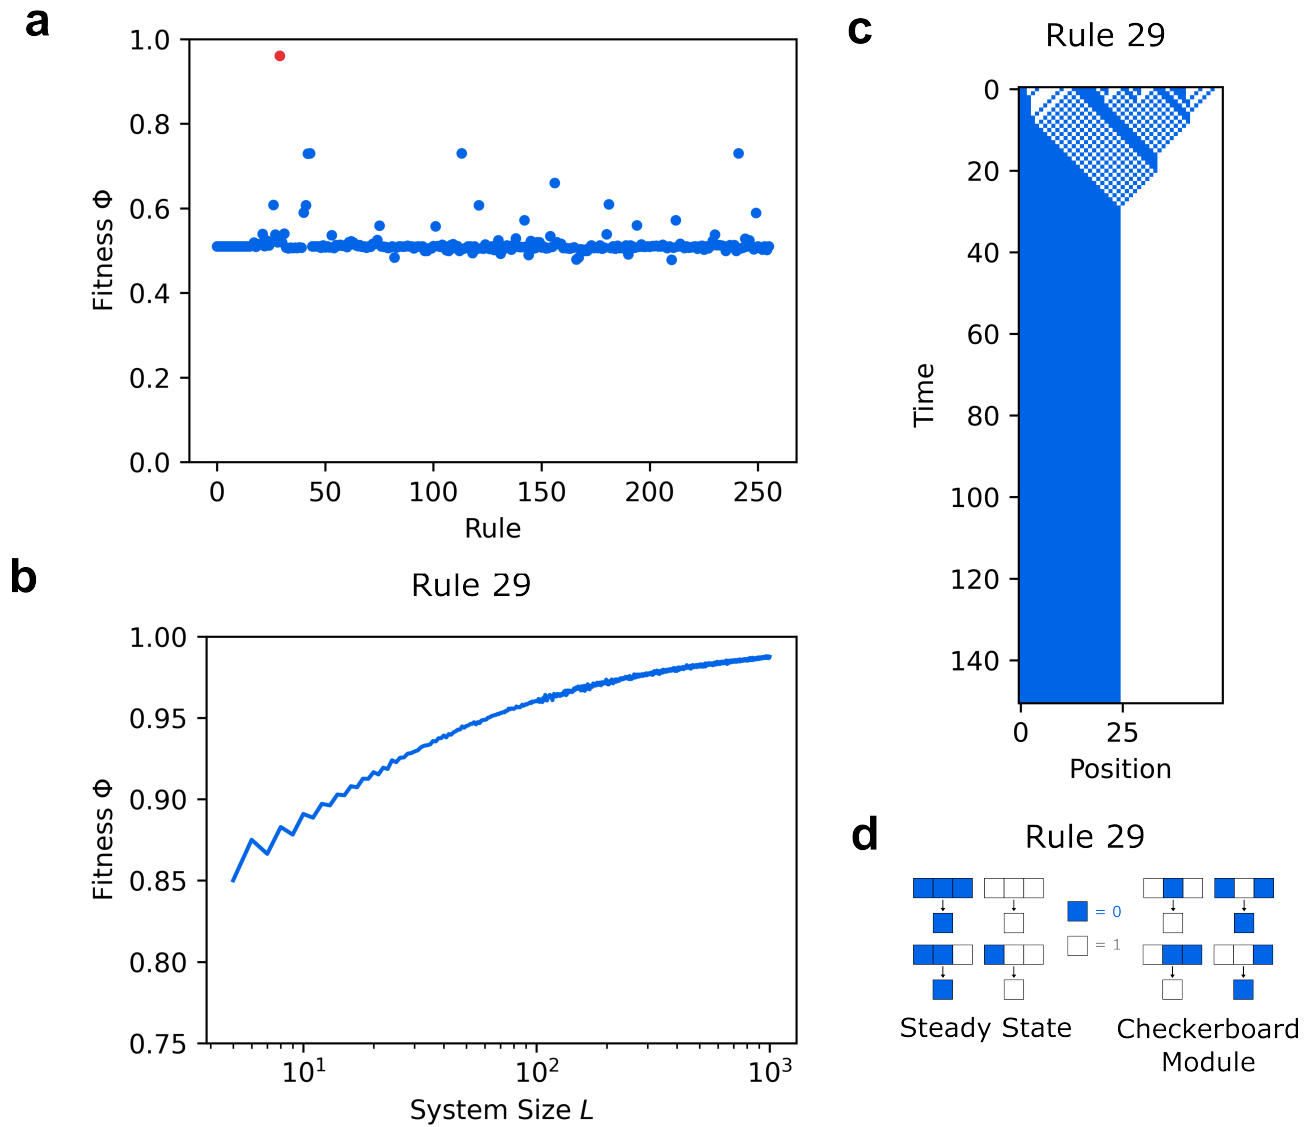 a
1.0
0.8
0.6
0.4
0.2
0.0
Fitness Φ
0 50 100 150 200 250
Rule
b
Rule 29
1.00
0.95
0.90
0.85
0.80
0.75
Fitness Φ
10¹ 10² 10³
System Size L
c
Rule 29
0
20
40
60
80
100
120
140
Time
0 25
Position
d
Rule 29
= 0
= 1
Steady State
Checkerboard
Module